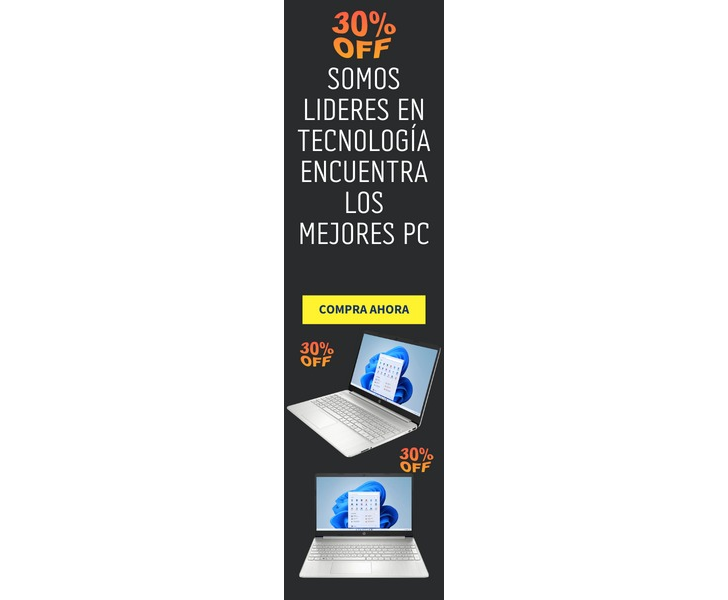 30%
OFF
SOMOS
LIDERES EN
TECNOLOGÍA
ENCUENTRA
LOS
MEJORES PC
COMPRA AHORA
30%
OFF
30%
OFF